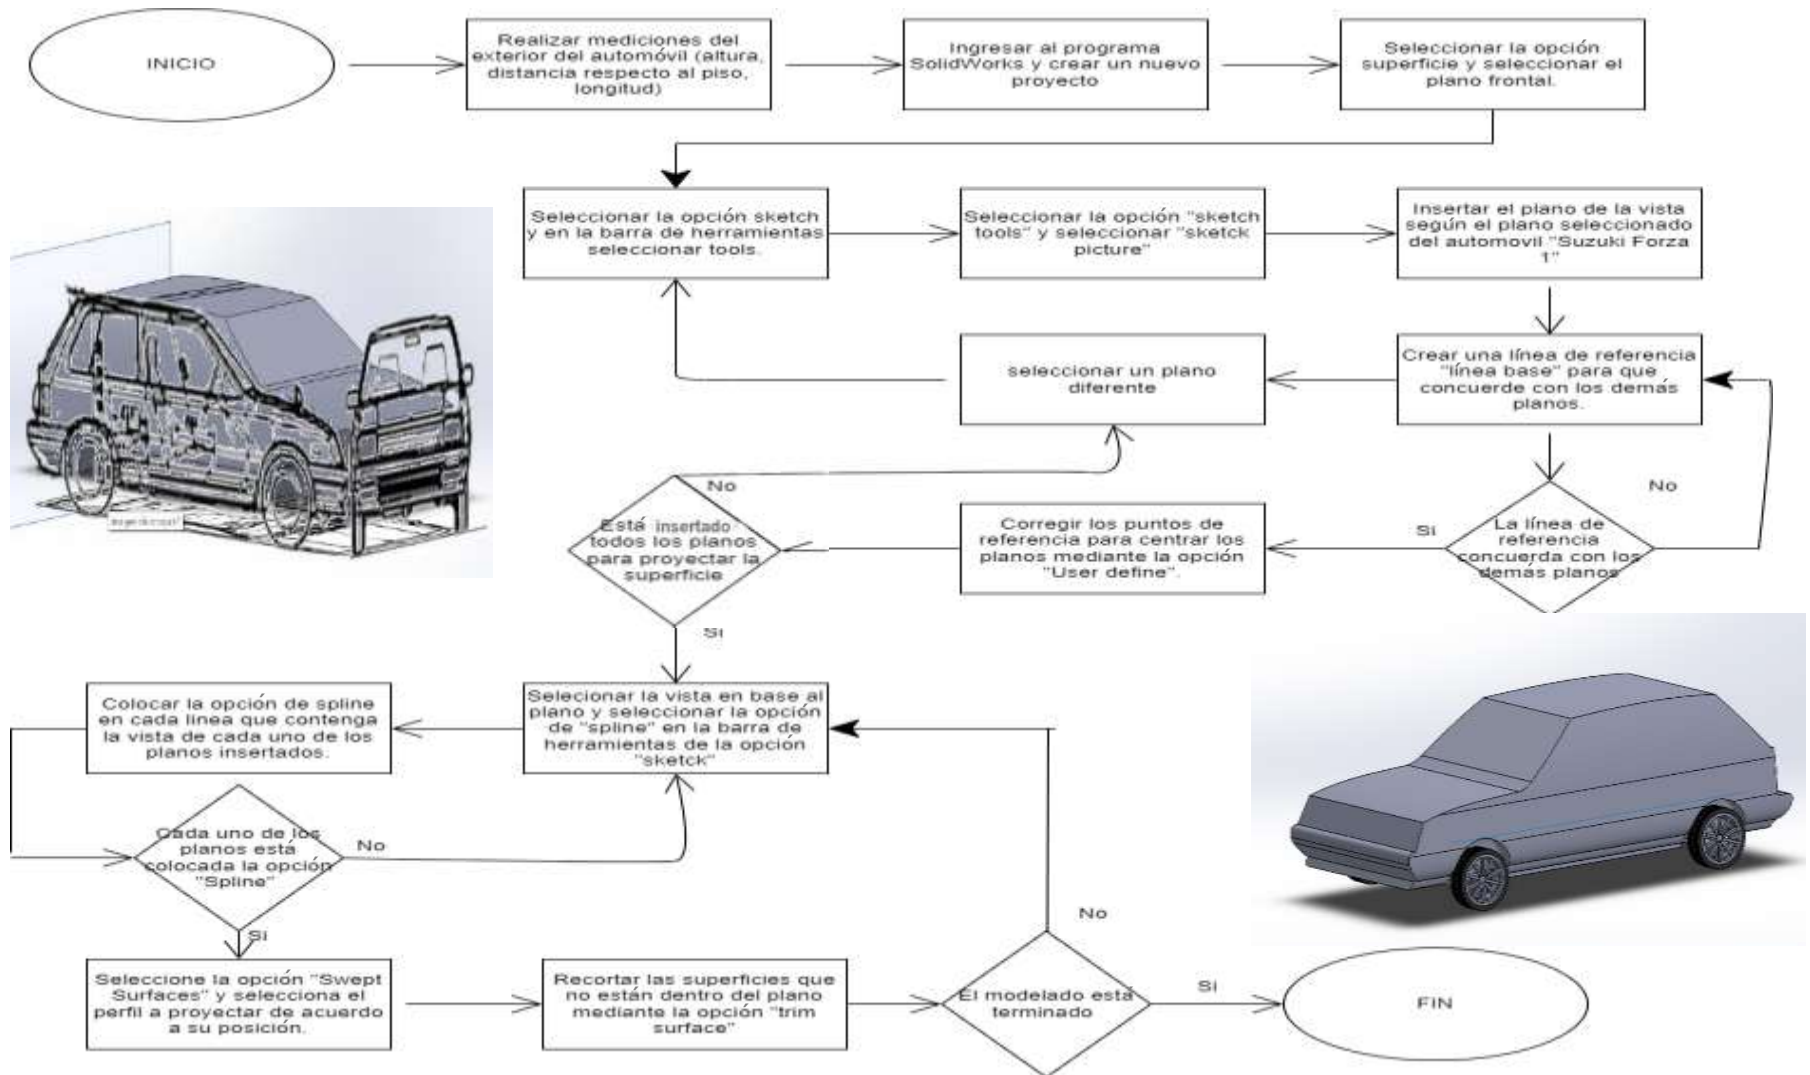 INICIO
Realizar mediciones del
exterior del automóvil (altura,
distancia respecto al piso,
longitud)
Ingresar al programa
SolidWorks y crear un nuevo
proyecto
Seleccionar la opción
superficie y seleccionar el
plano frontal.
Seleccionar la opción sketch
y en la barra de herramientas
seleccionar tools.
Seleccionar la opción "sketch
tools" y seleccionar "sketck
picture"
Insertar el plano de la vista
según el plano seleccionado
del automovil "Suzuki Forza
1"
Crear una línea de referencia
"línea base" para que
concuerde con los demás
planos.
seleccionar un plano
diferente
No
La línea de
referencia
concuerda con los
demás planos
Si
Corregir los puntos de
referencia para centrar los
planos mediante la opción
"User define".
Está insertado
todos los planos
para proyectar la
superficie
No
Si
Selecionar la vista en base al
plano y seleccionar la opción
de "spline" en la barra de
herramientas de la opción
"sketck"
Colocar la opción de spline
en cada linea que contenga
la vista de cada uno de los
planos insertados.
Cada uno de los
planos está
colocada la opción
"Spline"
No
Si
Seleccione la opción "Swept
Surfaces" y selecciona el
perfil a proyectar de acuerdo
a su posición.
Recortar las superficies que
no están dentro del plano
mediante la opción "trim
surface"
El modelado está
terminado
No
Si
FIN